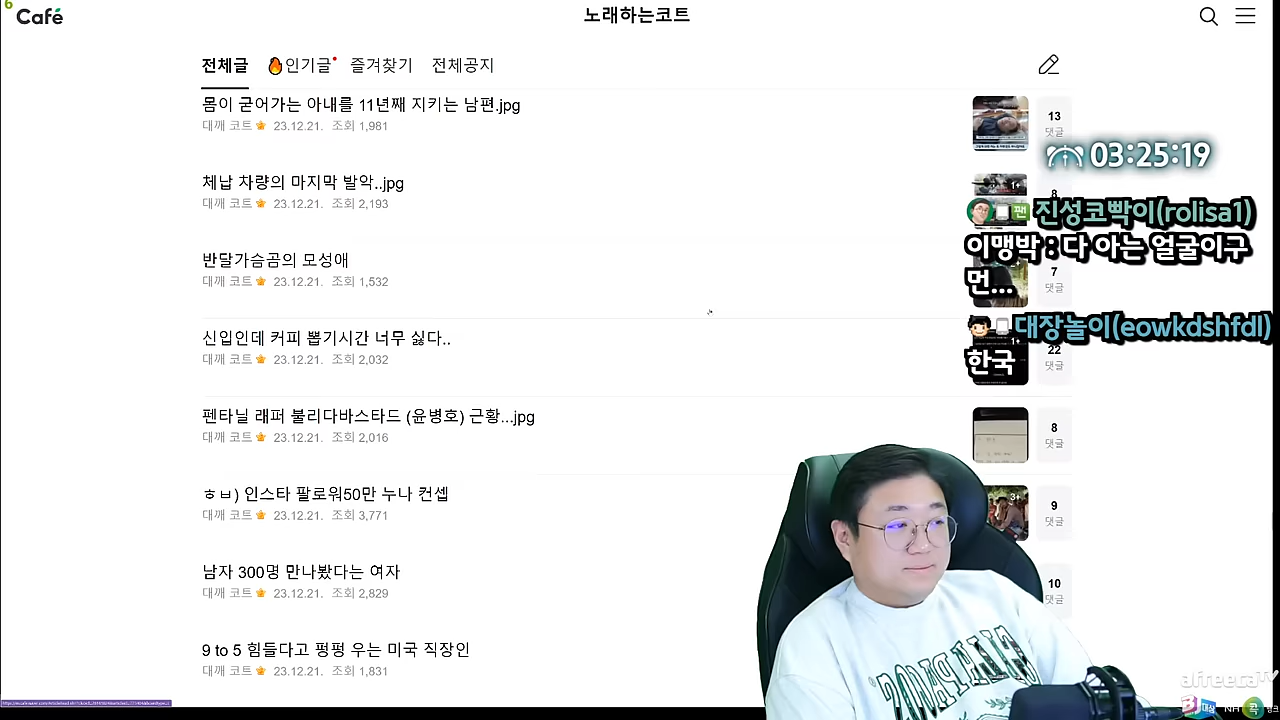 6
Café
노래하는코트
전체글
🔥인기글
즐겨찾기
전체공지
몸이 굳어가는 아내를 11년째 지키는 남편.jpg
대깨 코트 23.12.21. 조회 1,981
13
댓글
03:25:19
체납 차량의 마지막 발악..jpg
대깨 코트 23.12.21. 조회 2,193
1+
8
팬 진성코빡이(rolisa1)
이맹박 : 다 아는 얼굴이구
먼...
반달가슴곰의 모성애
대깨 코트 23.12.21. 조회 1,532
7
댓글
대장놀이(eowkdshfdl)
한국
신입인데 커피 뽑기시간 너무 싫다..
대깨 코트 23.12.21. 조회 2,032
1+
22
댓글
펜타닐 래퍼 불리다바스타드 (윤병호) 근황...jpg
대깨 코트 23.12.21. 조회 2,016
8
댓글
ㅎㅂ) 인스타 팔로워50만 누나 컨셉
대깨 코트 23.12.21. 조회 3,771
3+
9
댓글
남자 300명 만나봤다는 여자
대깨 코트 23.12.21. 조회 2,829
10
댓글
9 to 5 힘들다고 펑펑 우는 미국 직장인
대깨 코트 23.12.21. 조회 1,831
afreecaTV
B 대상 NH 콕 뱅크